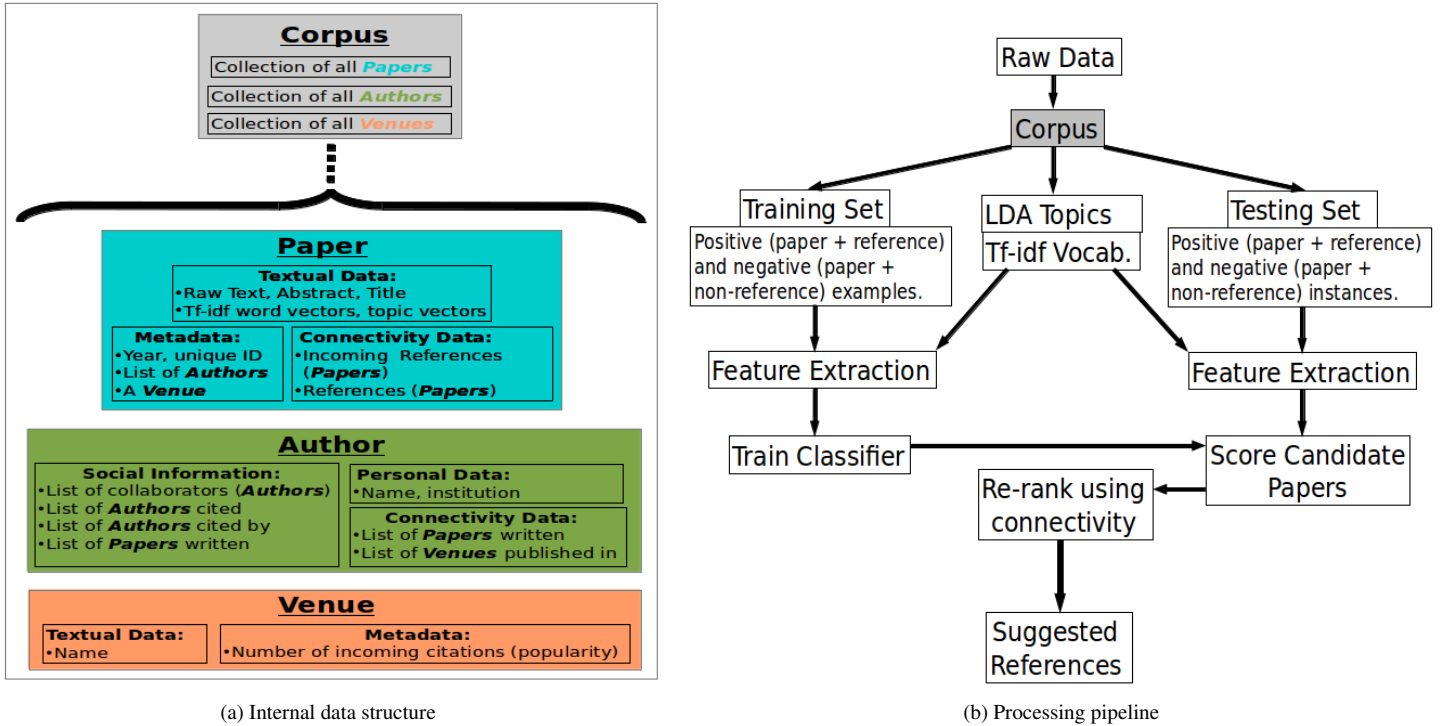 Corpus
Collection of all Papers
Collection of all Authors
Collection of all Venues
Paper
Textual Data:
•Raw Text, Abstract, Title
•Tf-idf word vectors, topic vectors
Metadata:
•Year, unique ID
•List of Authors
•A Venue
Connectivity Data:
•Incoming References
(Papers)
•References (Papers)
Author
Social Information:
•List of collaborators (Authors)
•List of Authors cited
•List of Authors cited by
•List of Papers written
Personal Data:
•Name, institution
Connectivity Data:
•List of Papers written
•List of Venues published in
Venue
Textual Data:
•Name
Metadata:
•Number of incoming citations (popularity)
(a) Internal data structure
Raw Data
Corpus
Training Set
Positive (paper + reference)
and negative (paper +
non-reference) examples.
LDA Topics
Tf-idf Vocab.
Testing Set
Positive (paper + reference)
and negative (paper +
non-reference) instances.
Feature Extraction
Feature Extraction
Train Classifier
Score Candidate
Papers
Re-rank using
connectivity
Suggested
References
(b) Processing pipeline